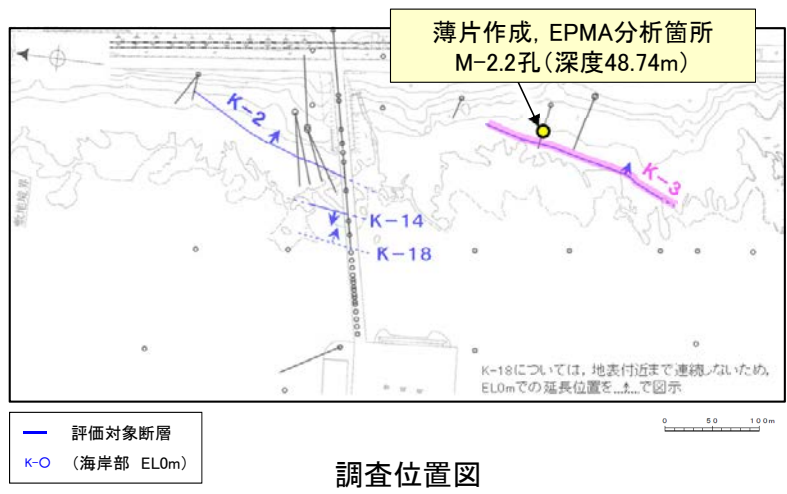 薄片作成, EPMA分析箇所
M-2.2孔(深度48.74m)
K-2
K-3
K-14
K-18
敷地境界
K-18については,地表付近まで連続しないため,
EL0mでの延長位置を...↑...で図示
評価対象断層
K-○ (海岸部 EL0m)
0 50 100m
調査位置図